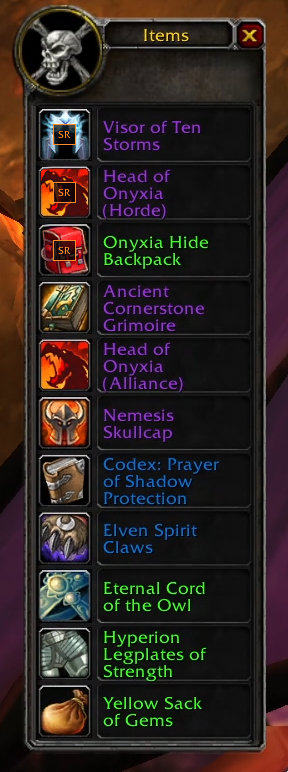 Items
SR
Visor of Ten
Storms
SR
Head of
Onyxia
(Horde)
SR
Onyxia Hide
Backpack
Ancient
Cornerstone
Grimoire
Head of
Onyxia
(Alliance)
Nemesis
Skullcap
Codex: Prayer
of Shadow
Protection
Elven Spirit
Claws
Eternal Cord
of the Owl
Hyperion
Legplates of
Strength
Yellow Sack
of Gems